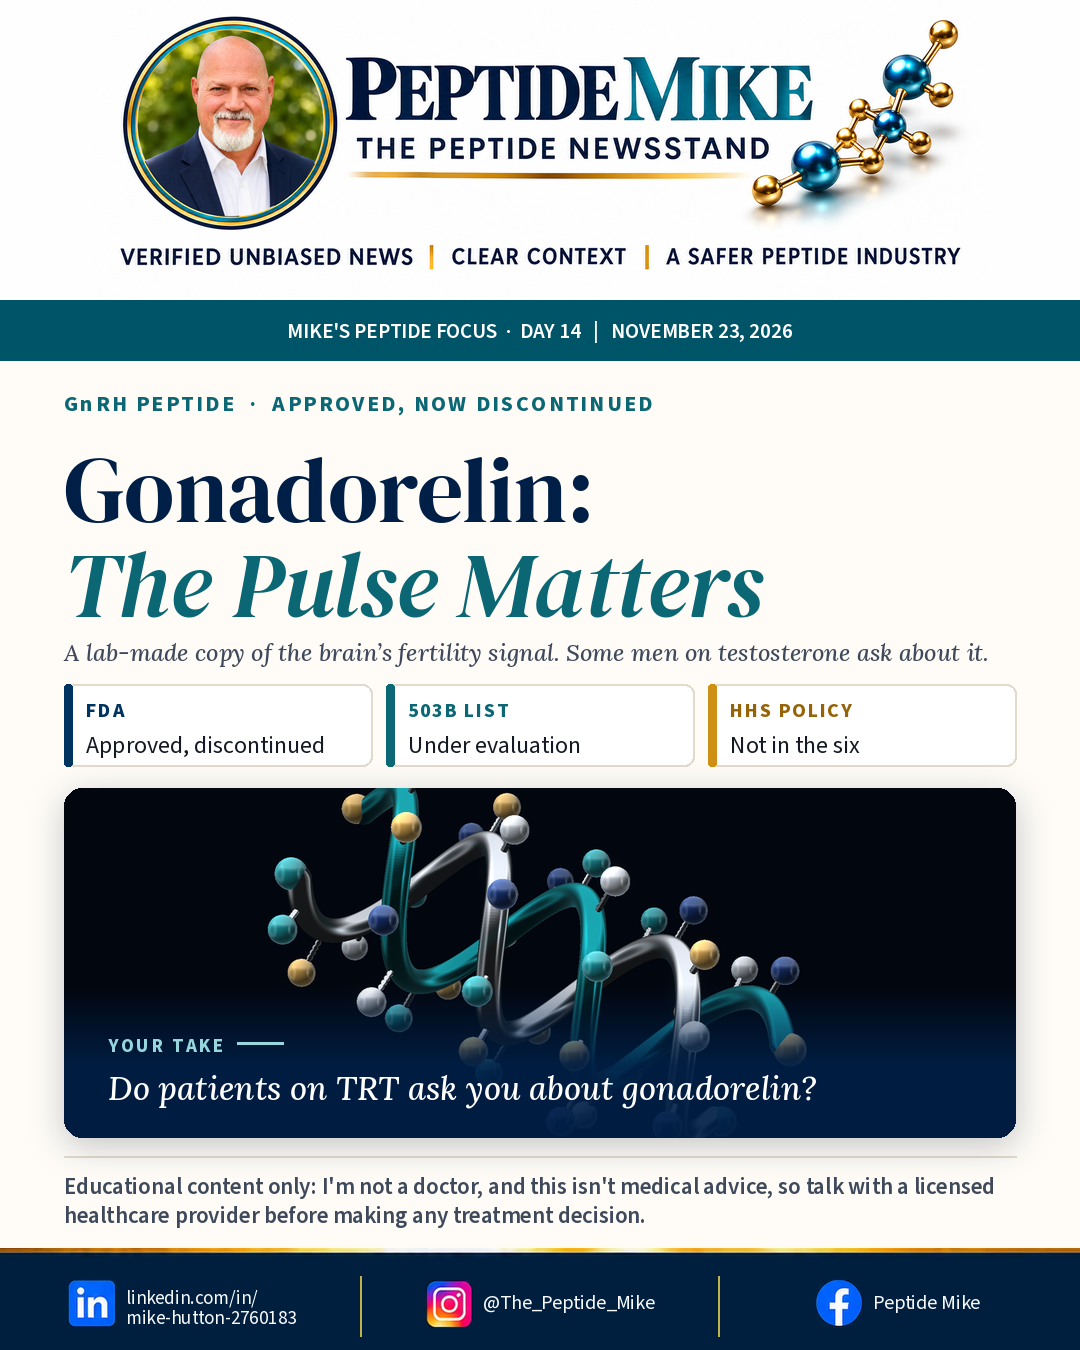 PEPTIDEMIKE
THE PEPTIDE NEWSSTAND
VERIFIED UNBIASED NEWS | CLEAR CONTEXT | A SAFER PEPTIDE INDUSTRY
MIKE'S PEPTIDE FOCUS · DAY 14 | NOVEMBER 23, 2026
GnRH PEPTIDE · APPROVED, NOW DISCONTINUED
Gonadorelin:
The Pulse Matters
A lab-made copy of the brain’s fertility signal. Some men on testosterone ask about it.
FDA
Approved, discontinued
503B LIST
Under evaluation
HHS POLICY
Not in the six
YOUR TAKE
Do patients on TRT ask you about gonadorelin?
Educational content only: I'm not a doctor, and this isn't medical advice, so talk with a licensed
healthcare provider before making any treatment decision.
in
linkedin.com/in/
mike-hutton-2760183
@The_Peptide_Mike
Peptide Mike